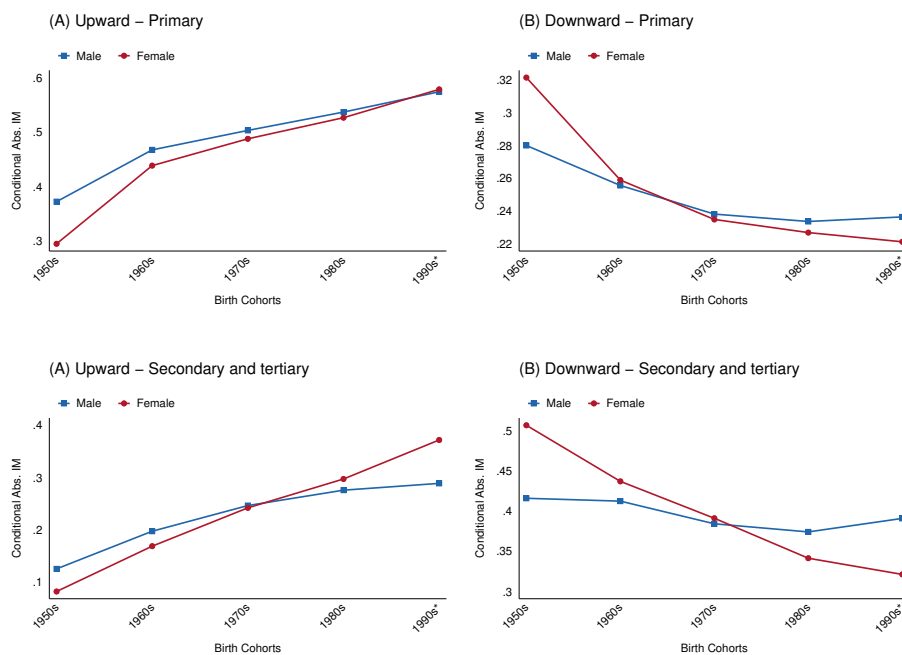 (A) Upward – Primary
Male Female
Conditional Abs. IM
.6
.5
.4
.3
1950s
1960s
1970s
1980s
1990s*
Birth Cohorts
(B) Downward – Primary
Male Female
Conditional Abs. IM
.32
.3
.28
.26
.24
.22
1950s
1960s
1970s
1980s
1990s*
Birth Cohorts
(A) Upward – Secondary and tertiary
Male Female
Conditional Abs. IM
.4
.3
.2
.1
1950s
1960s
1970s
1980s
1990s*
Birth Cohorts
(B) Downward – Secondary and tertiary
Male Female
Conditional Abs. IM
.5
.45
.4
.35
.3
1950s
1960s
1970s
1980s
1990s*
Birth Cohorts